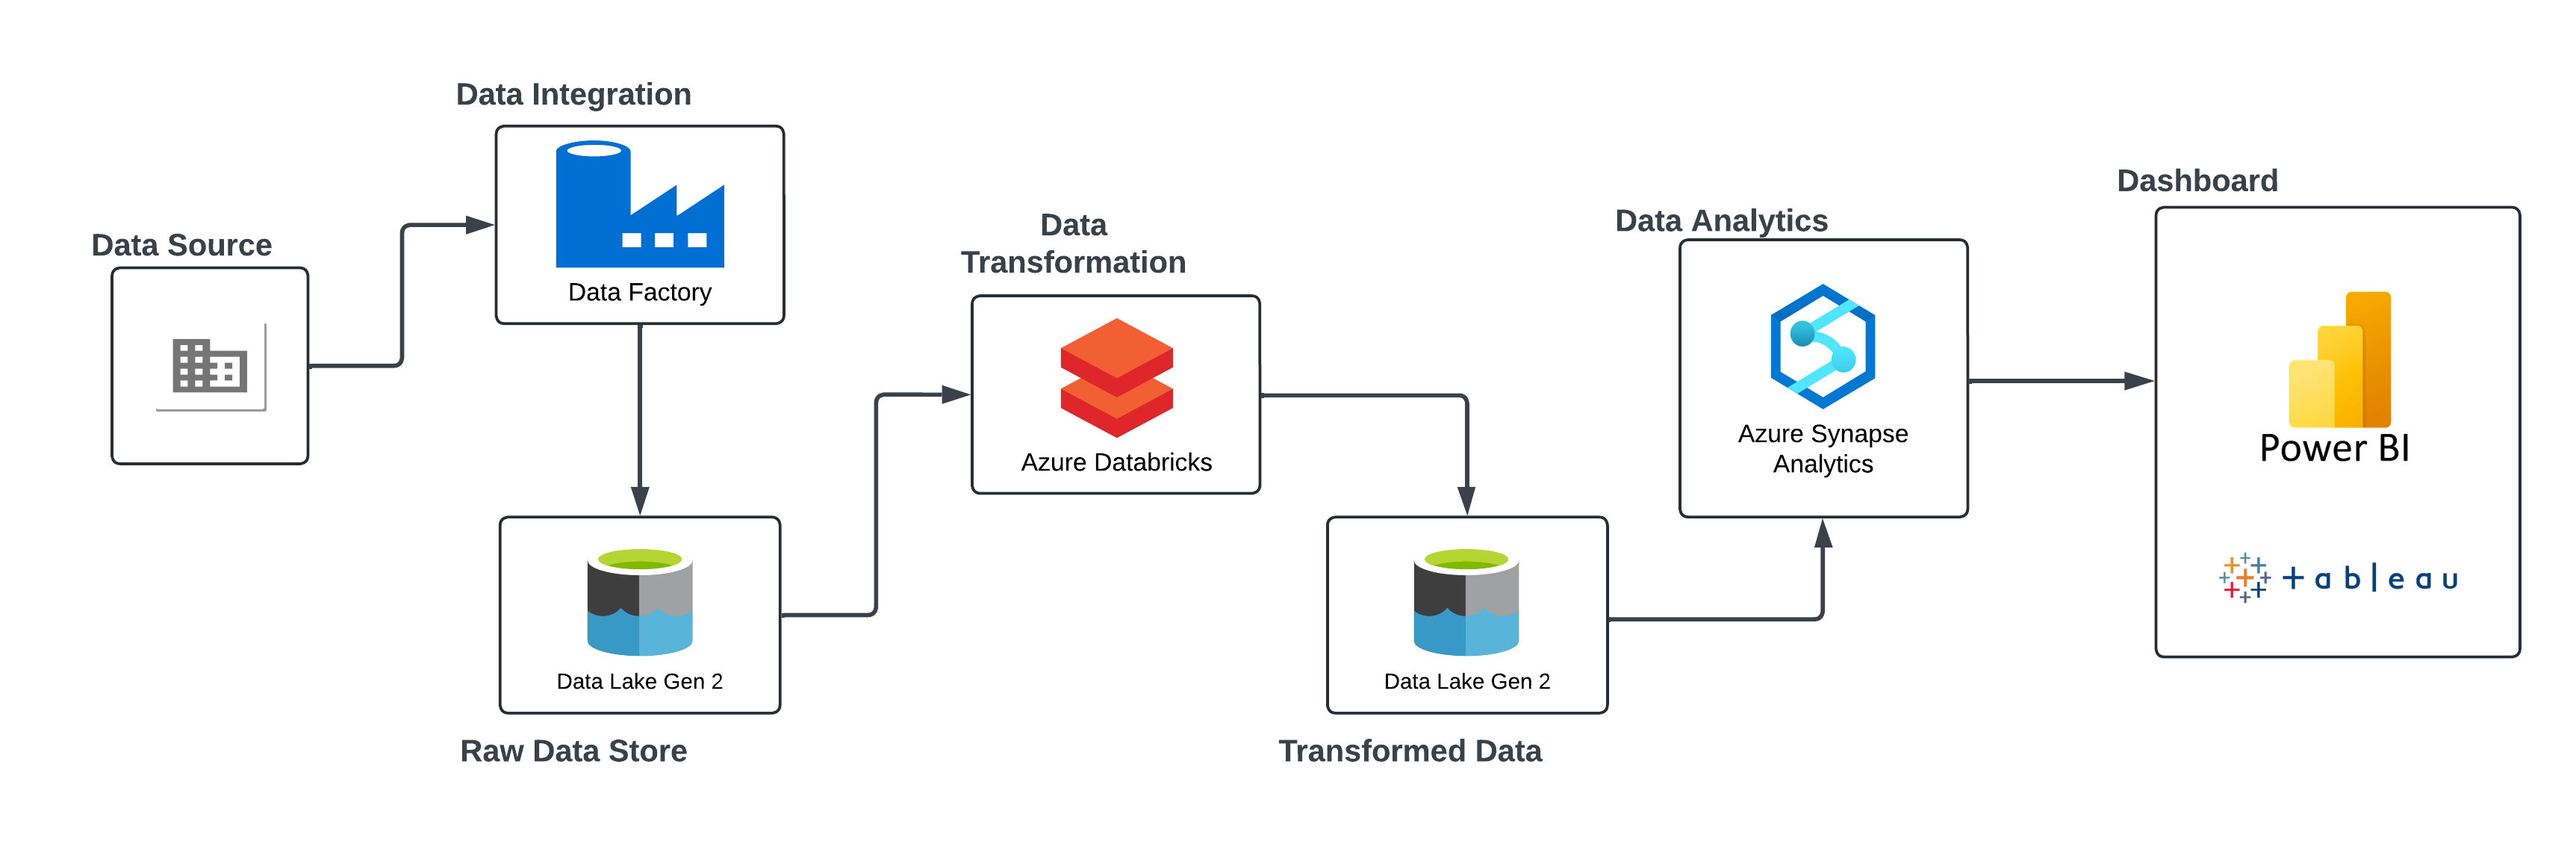 Data Source
Data Integration
Data Factory
Data Lake Gen 2
Raw Data Store
Data
Transformation
Azure Databricks
Data Lake Gen 2
Transformed Data
Data Analytics
Azure Synapse
Analytics
Dashboard
Power BI
+ableau